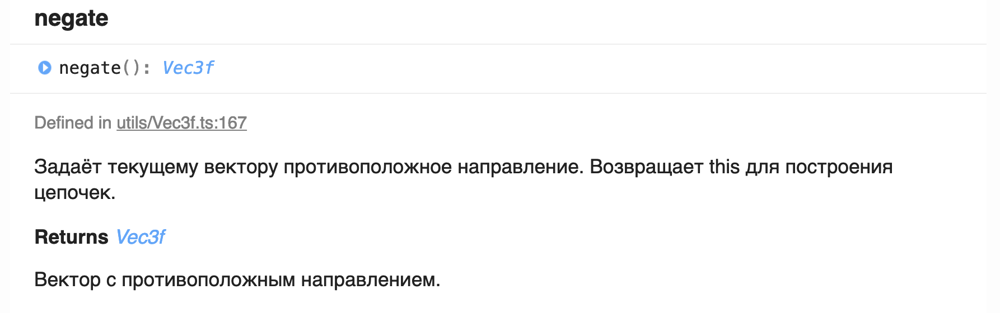 negate
negate(): Vec3f
Defined in utils/Vec3f.ts:167
Задаёт текущему вектору противоположное направление. Возвращает this для построения
цепочек.
Returns Vec3f
Вектор с противоположным направлением.